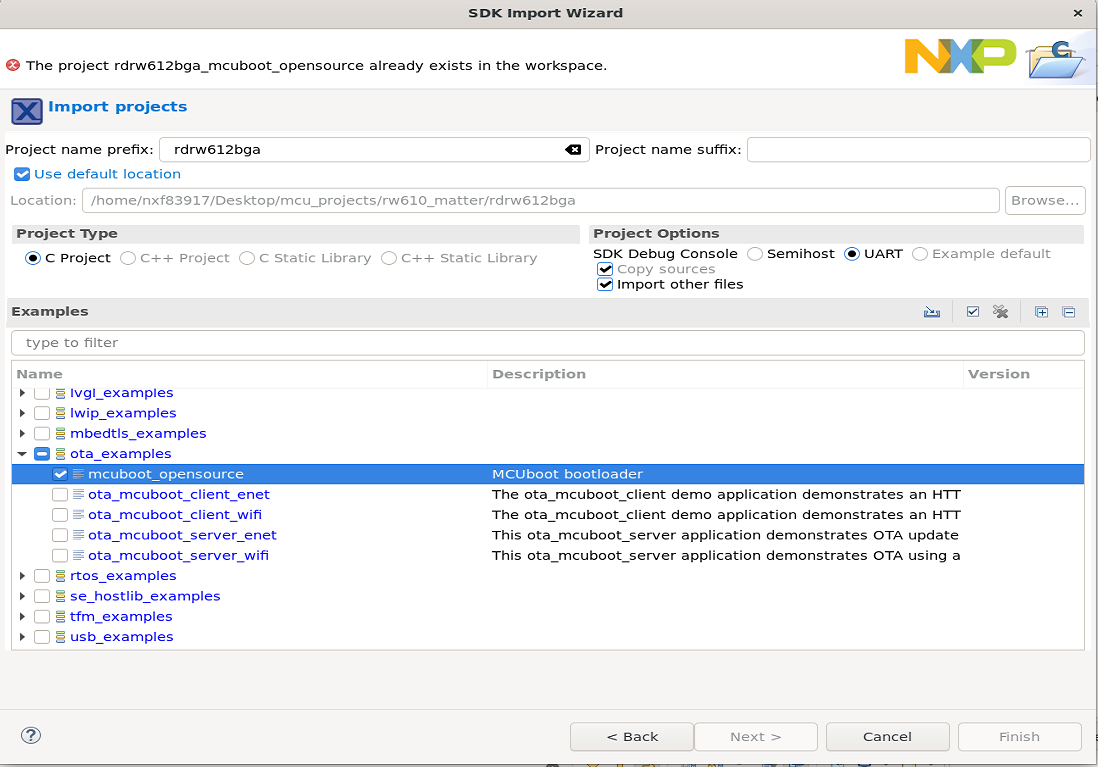 SDK Import Wizard
The project rdrw612bga_mcuboot_opensource already exists in the workspace.
NXP
Import projects
Project name prefix: rdrw612bga Project name suffix:
Use default location
Location: /home/nxf83917/Desktop/mcu_projects/rw610_matter/rdrw612bga Browse...
Project Type
C Project C++ Project C Static Library C++ Static Library
Project Options
SDK Debug Console Semihost UART Example default
Copy sources
Import other files
Examples
type to filter
Name Description Version
lvgl_examples
lwip_examples
mbedtls_examples
ota_examples
mcuboot_opensource MCUboot bootloader
ota_mcuboot_client_enet The ota_mcuboot_client demo application demonstrates an HTT
ota_mcuboot_client_wifi The ota_mcuboot_client demo application demonstrates an HTT
ota_mcuboot_server_enet This ota_mcuboot_server application demonstrates OTA update
ota_mcuboot_server_wifi This ota_mcuboot_server application demonstrates OTA using a
rtos_examples
se_hostlib_examples
tfm_examples
usb_examples
? < Back Next > Cancel Finish